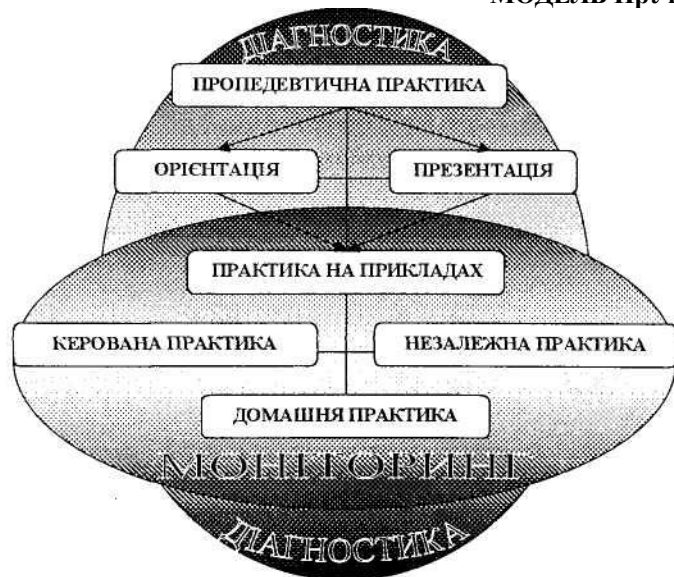 МОДЕЛЬ
ДІАГНОСТИКА
ПРОПЕДЕВТИЧНА ПРАКТИКА
ОРІЄНТАЦІЯ
ПРЕЗЕНТАЦІЯ
ПРАКТИКА НА ПРИКЛАДАХ
КЕРОВАНА ПРАКТИКА
НЕЗАЛЕЖНА ПРАКТИКА
ДОМАШНЯ ПРАКТИКА
МОНІТОРИНГ
ДІАГНОСТИКА